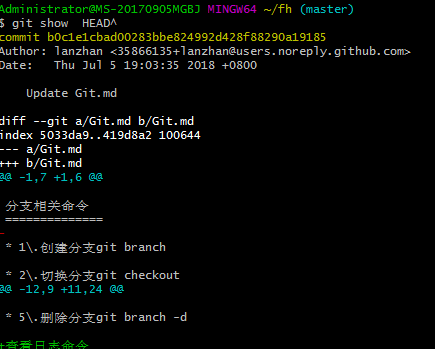 Administrator@MS-20170905MGBJ MINGW64 ~/fh (master)
$ git show  HEAD^
commit b0c1e1cbad00283bbe824992d428f88290a19185
Author: lanzhan <35866135+lanzhan@users.noreply.github.com>
Date:   Thu Jul 5 19:03:35 2018 +0800
    Update Git.md
diff --git a/Git.md b/Git.md
index 5033da9..419d8a2 100644
--- a/Git.md
+++ b/Git.md
@@ -1,7 +1,6 @@
 分支相关命令
 ==============
-
 * 1\.创建分支git branch
 * 2\.切换分支git checkout
@@ -12,9 +11,24 @@
 * 5\.删除分支git branch -d
+查看日志命令